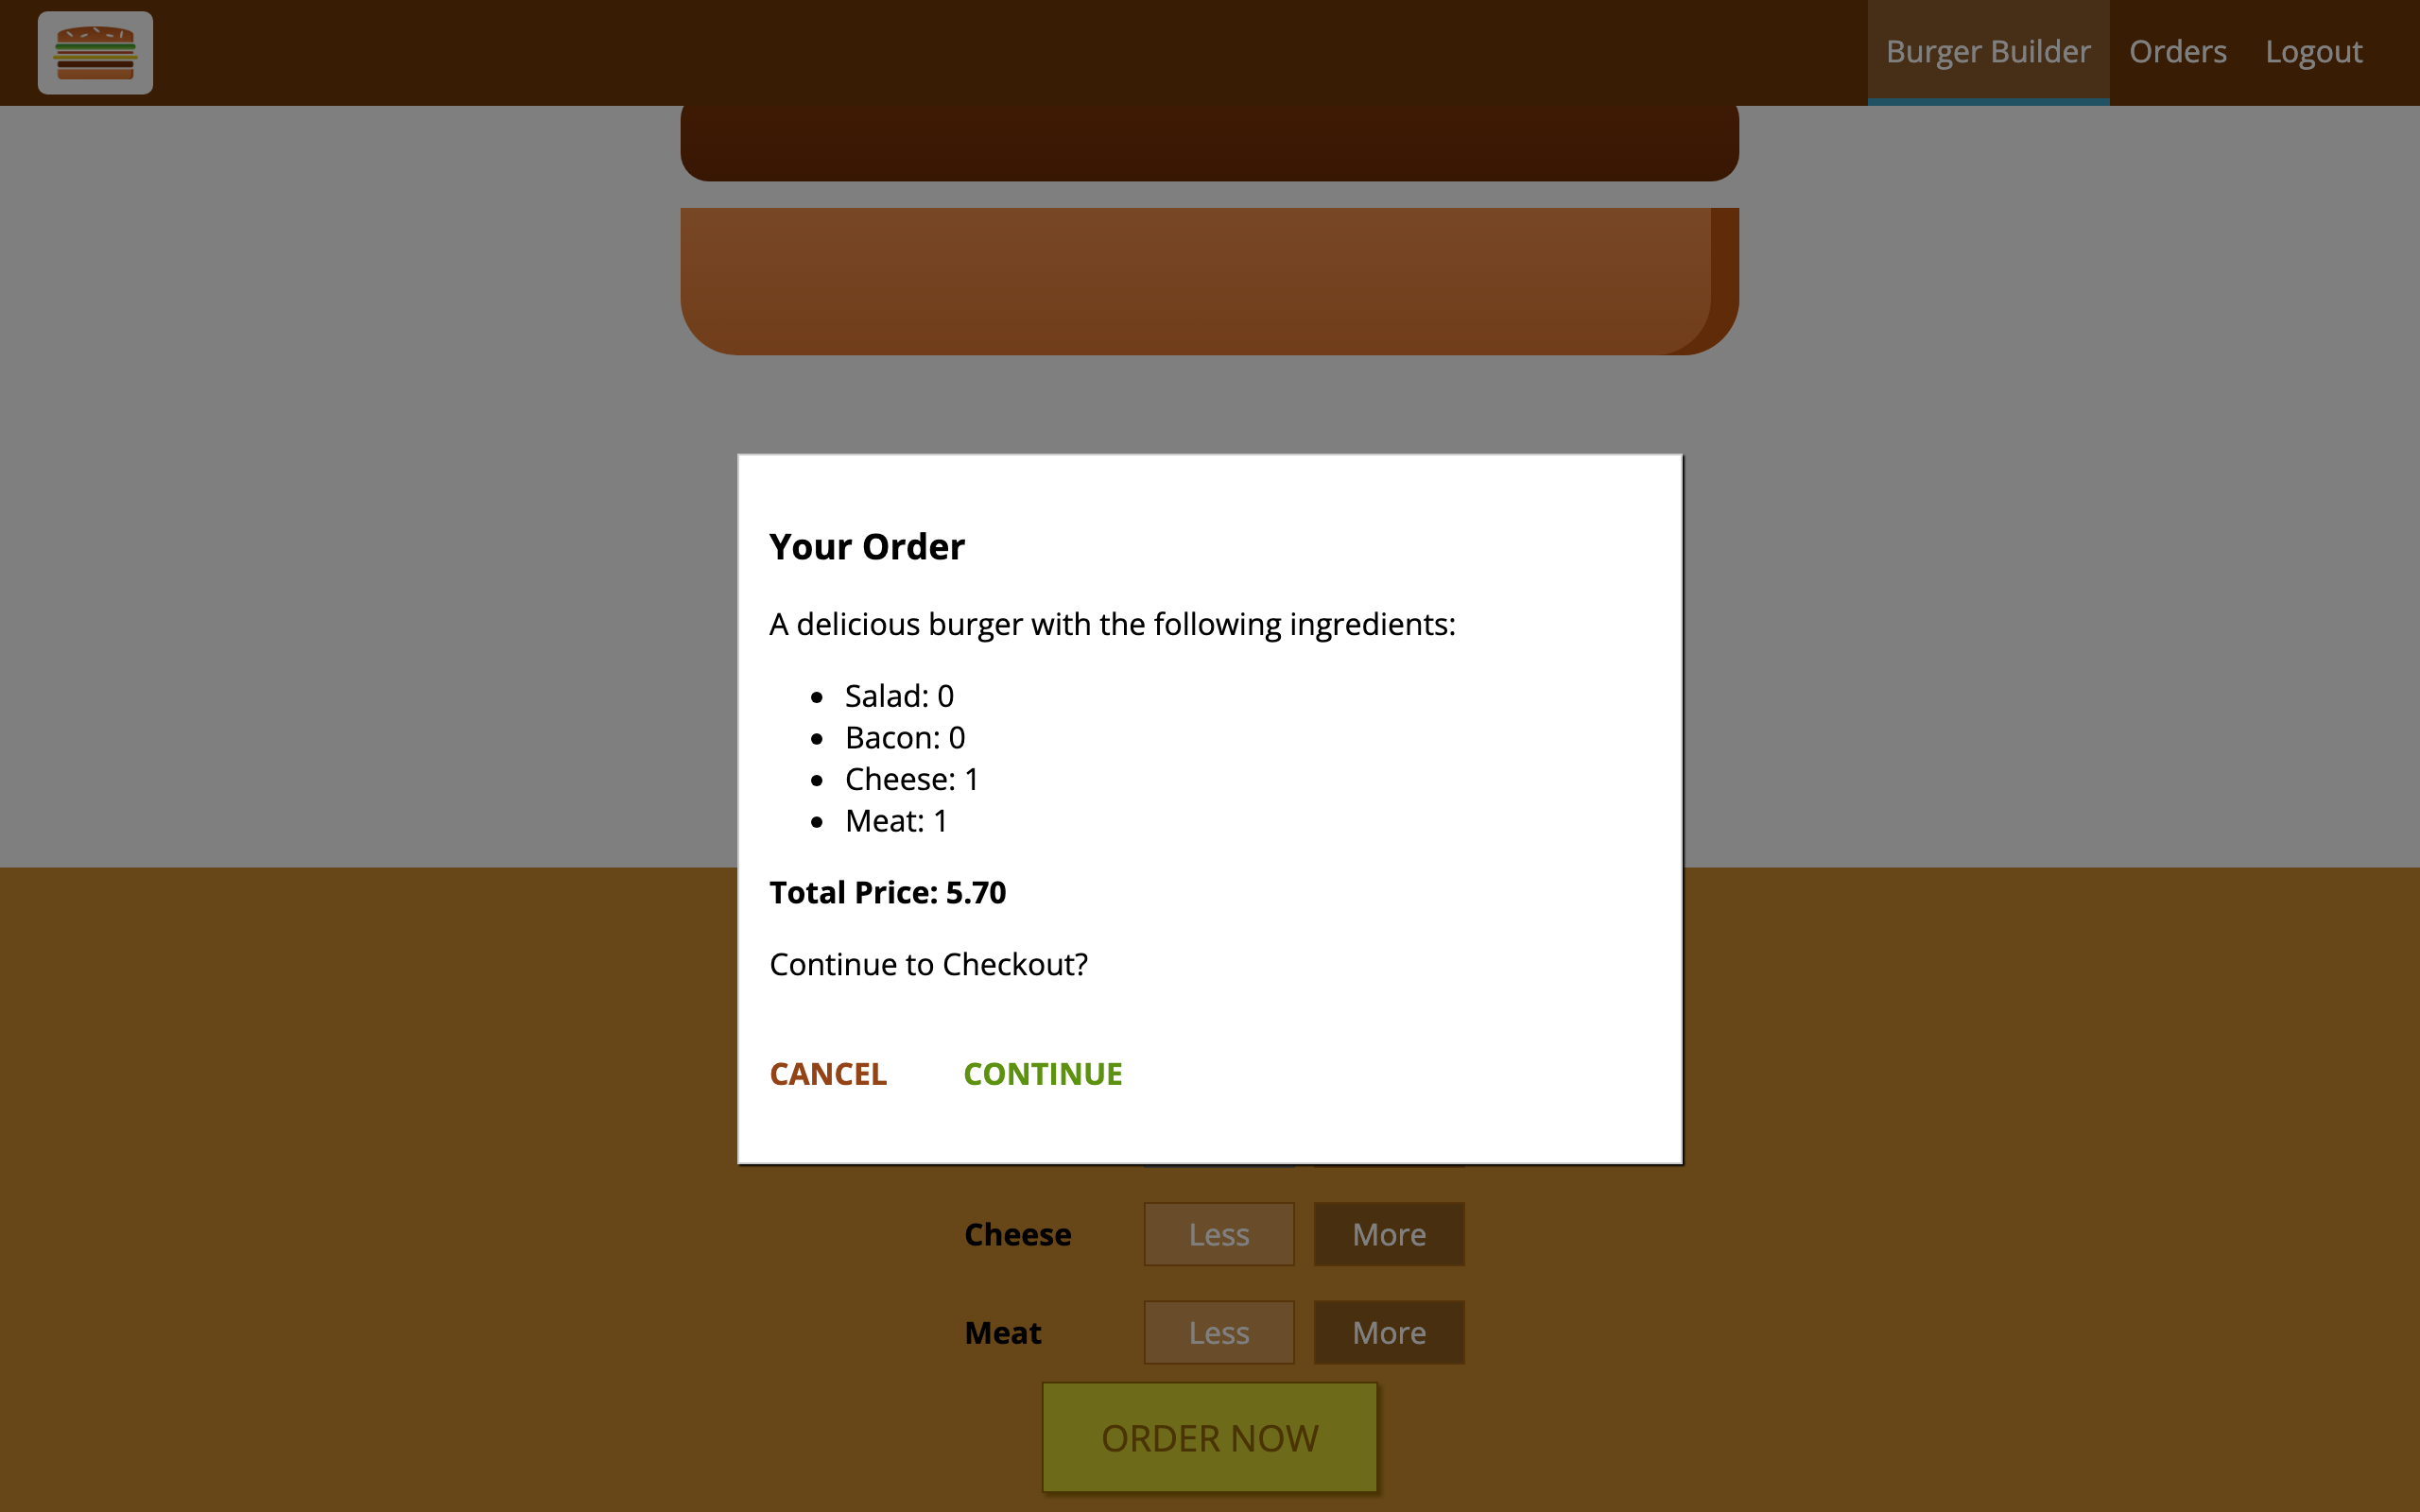 Burger Builder Orders Logout
Your Order
A delicious burger with the following ingredients:
Salad: 0
Bacon: 0
Cheese: 1
Meat: 1
Total Price: 5.70
Continue to Checkout?
CANCEL CONTINUE
Cheese Less More
Meat Less More
ORDER NOW